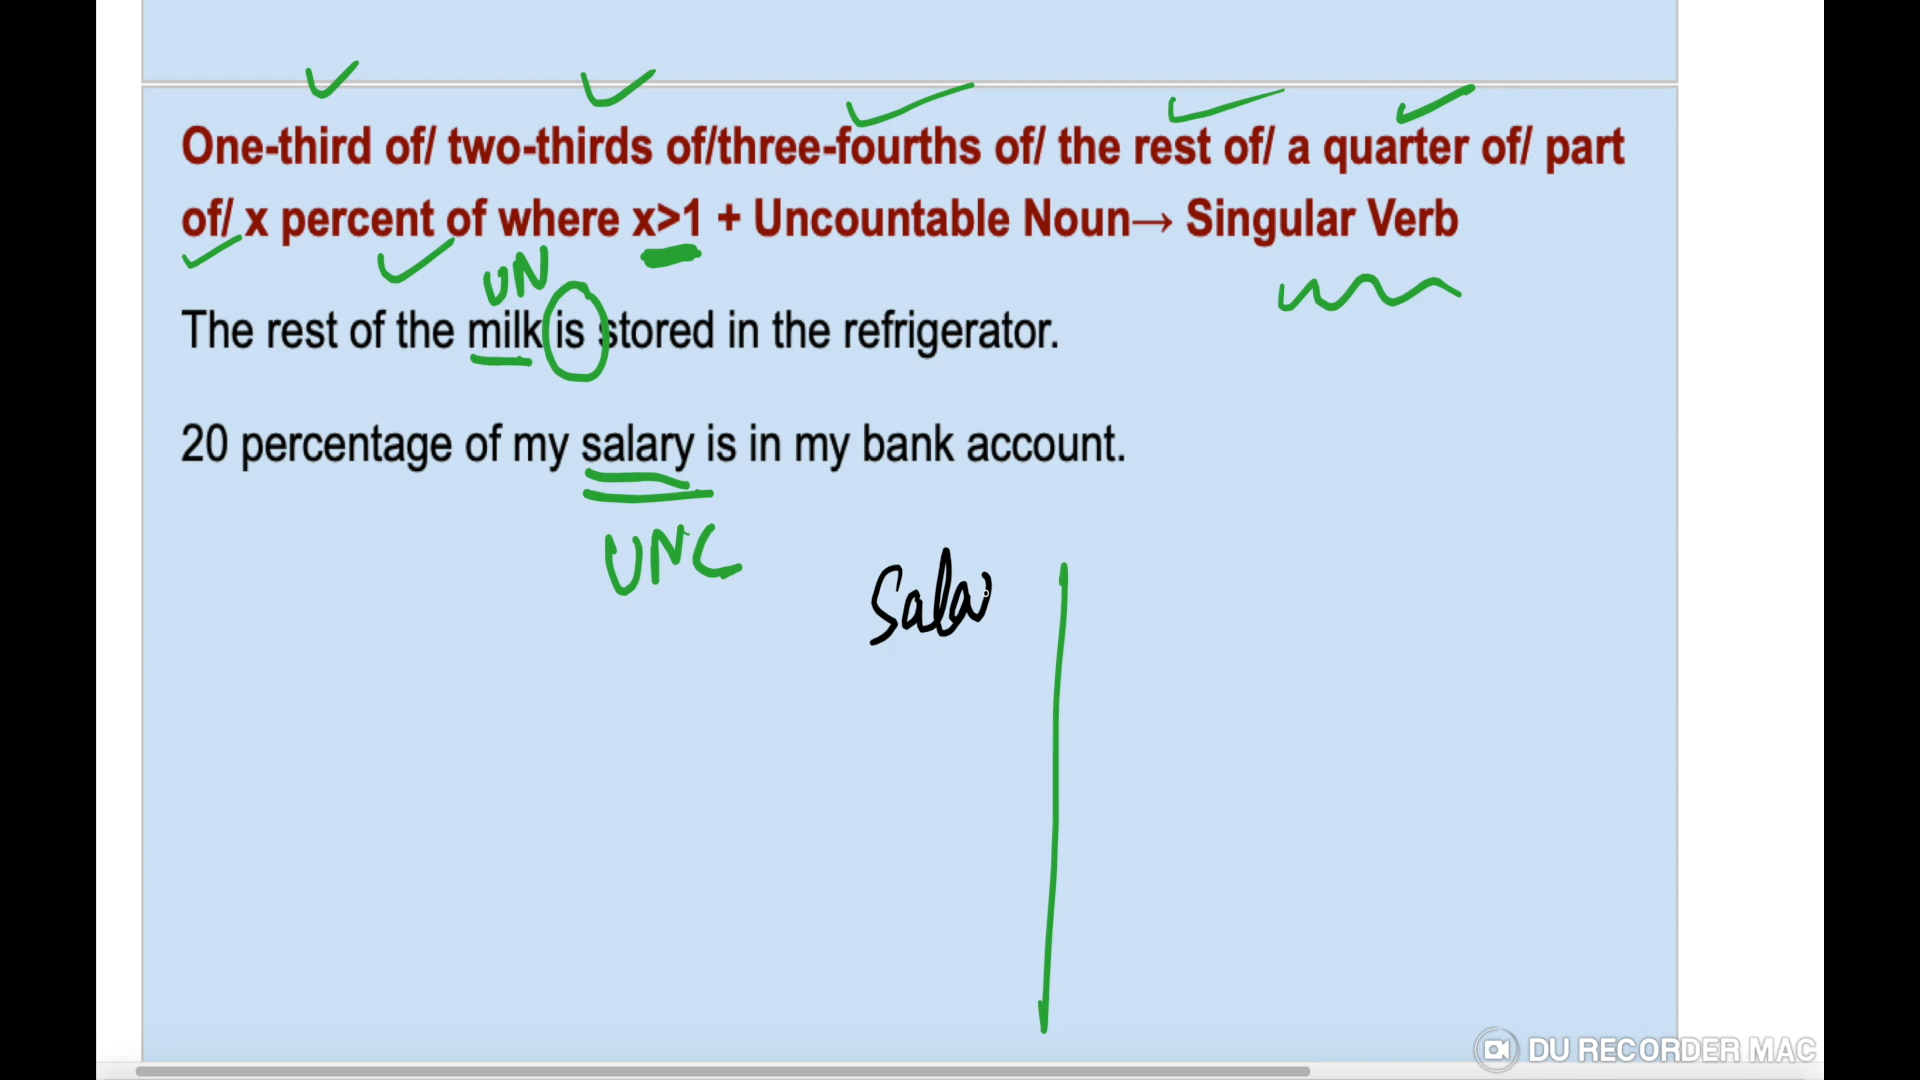 One-third of/ two-thirds of/three-fourths of/ the rest of/ a quarter of/ part
of/ x percent of where x>1 + Uncountable Noun→ Singular Verb
UN
The rest of the milk is stored in the refrigerator.
20 percentage of my salary is in my bank account.
UNC
Sala
DU RECORDER MAC